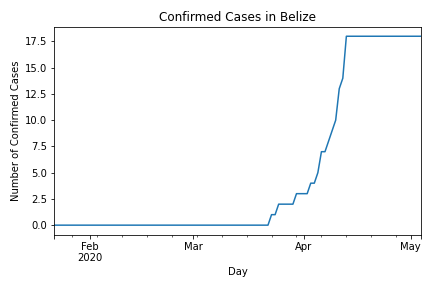 Confirmed Cases in Belize
Number of Confirmed Cases
17.5
15.0
12.5
10.0
7.5
5.0
2.5
0.0
Feb Mar Apr May
2020
Day